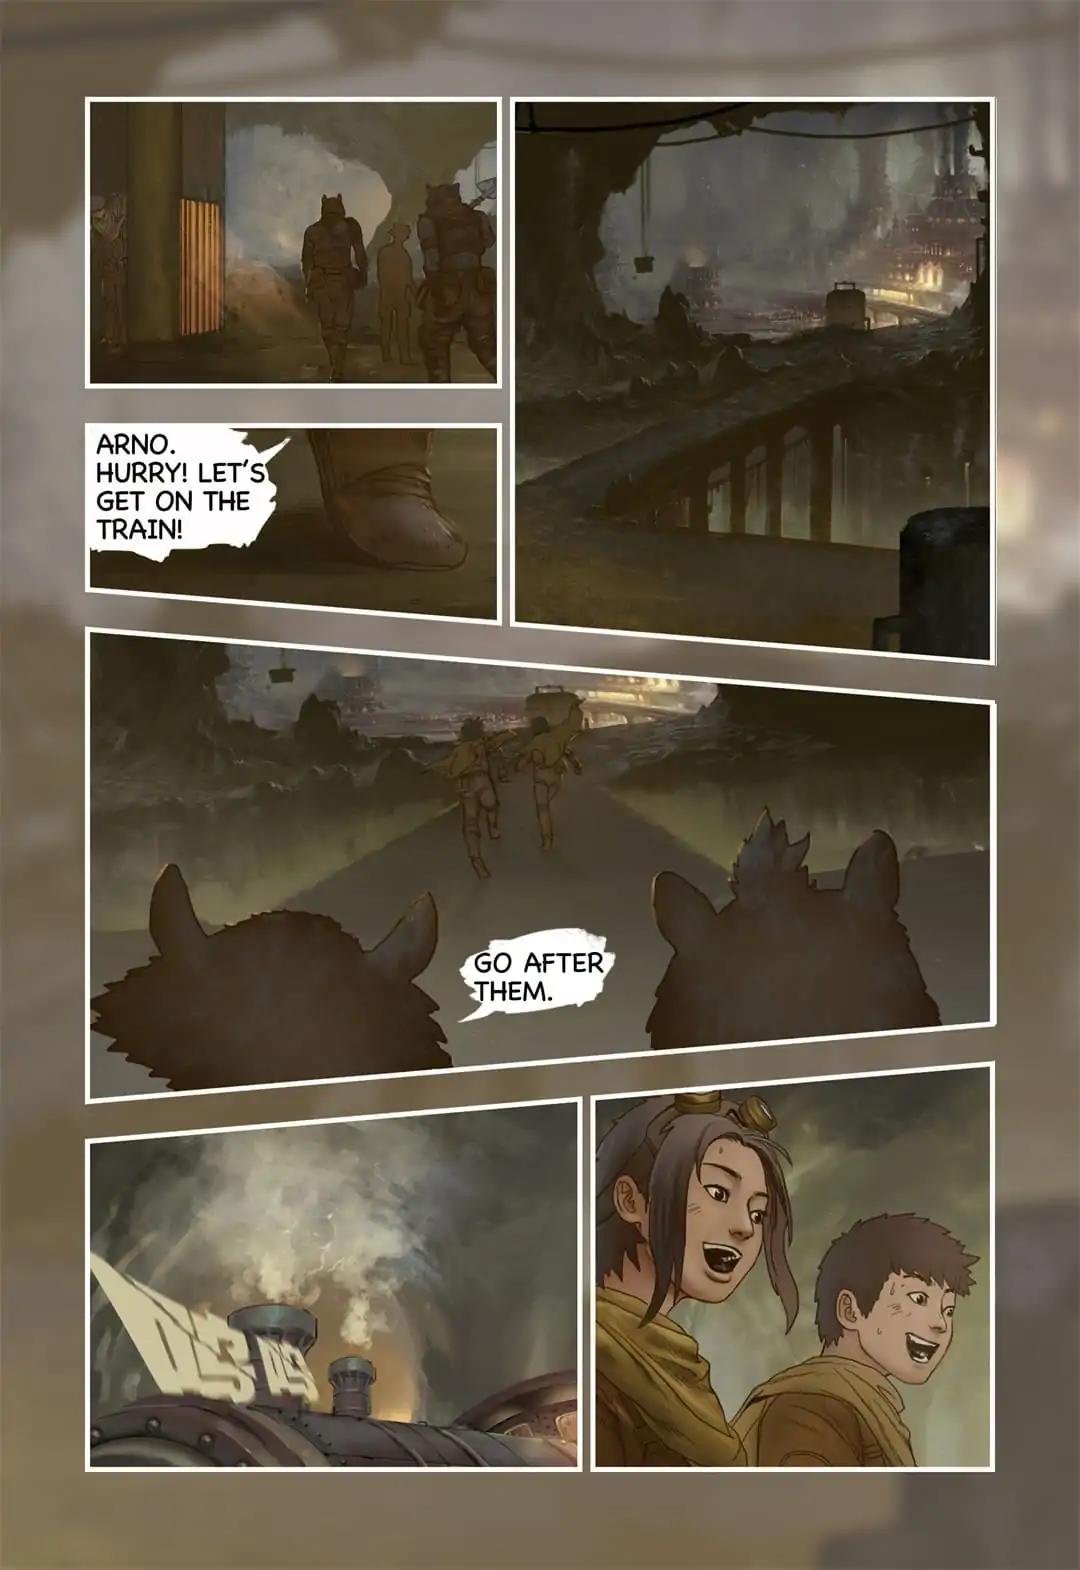 ARNO.
HURRY! LET'S
GET ON THE
TRAIN!
GO AFTER
THEM.